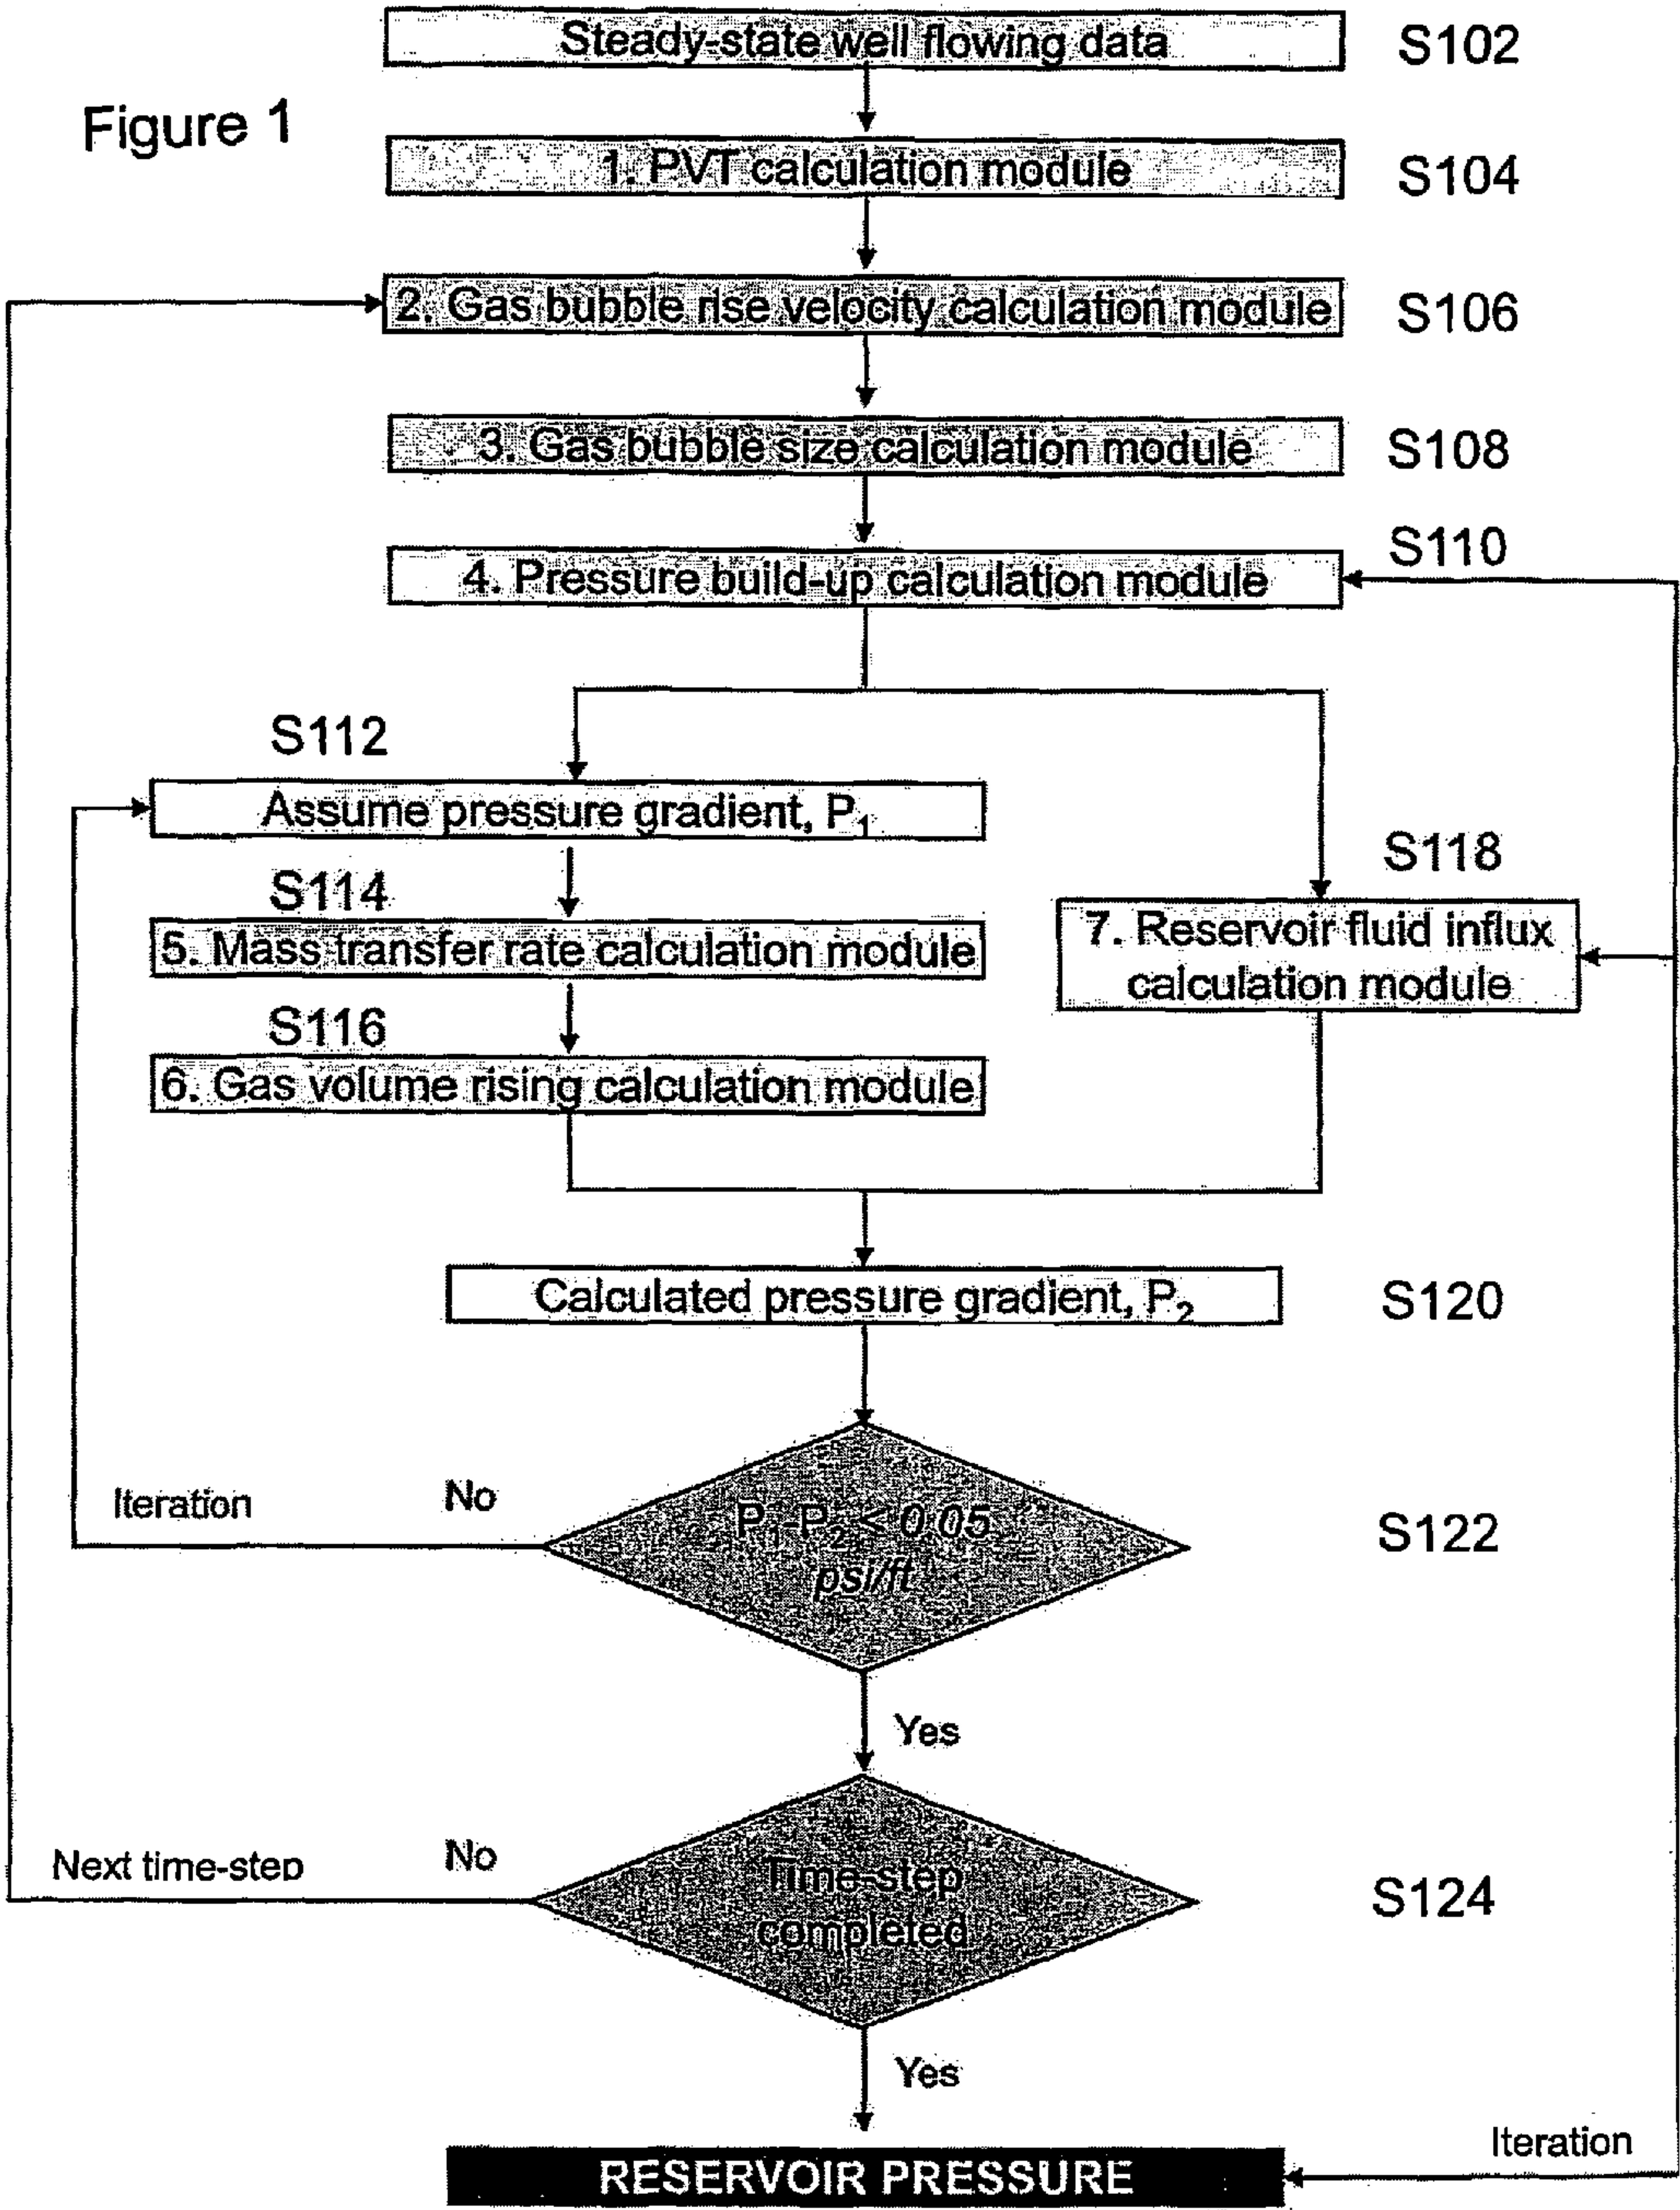 Steady-state well flowing data
S102
Figure 1
1. PVT calculation module
S104
2. Gas bubble rise velocity calculation module
S106
3. Gas bubble size calculation module
S108
4. Pressure build-up calculation module
S110
S112
Assume pressure gradient, P1
S114
5. Mass transfer rate calculation module
S116
6. Gas volume rising calculation module
S118
7. Reservoir fluid influx
calculation module
Calculated pressure gradient, P2
S120
Iteration
No
P1-P2 < 0.05
psi/ft
S122
Yes
Next time-step
No
Time-step
completed
S124
Yes
Iteration
RESERVOIR PRESSURE